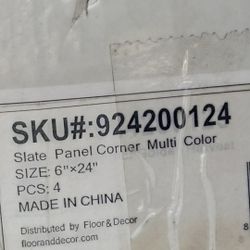 SKU#:924200124
Slate Panel Corner Multi Color
SIZE: 6"×24"
PCS; 4
MADE IN CHINA
Distributed by Floor&Decor
flooranddecor.com